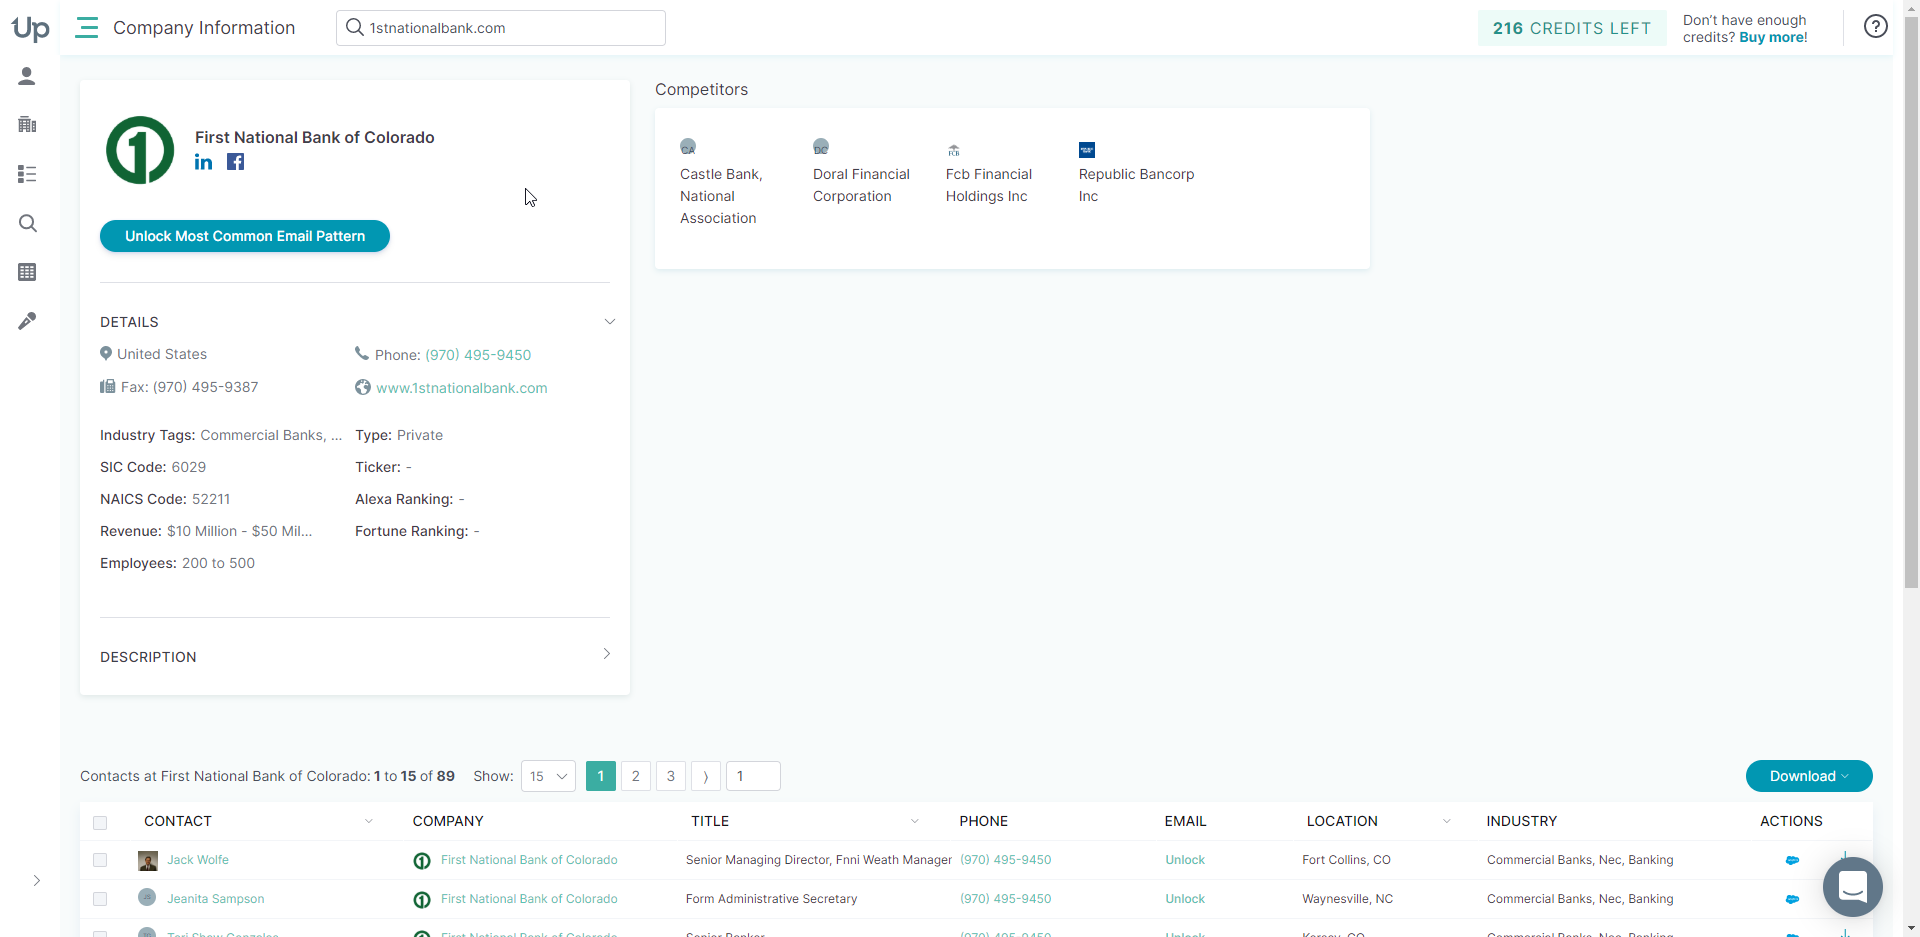 Up
Company Information
1stnationalbank.com
216 CREDITS LEFT
Don't have enough
credits? Buy more!
First National Bank of Colorado
Unlock Most Common Email Pattern
DETAILS
United States
Phone: (970) 495-9450
Fax: (970) 495-9387
www.1stnationalbank.com
Industry Tags: Commercial Banks, ...
Type: Private
SIC Code: 6029
Ticker: -
NAICS Code: 52211
Alexa Ranking: -
Revenue: $10 Million - $50 Mil...
Fortune Ranking: -
Employees: 200 to 500
DESCRIPTION
Competitors
CA
Castle Bank,
National
Association
DC
Doral Financial
Corporation
FCB
Fcb Financial
Holdings Inc
Republic Bancorp
Inc
Contacts at First National Bank of Colorado: 1 to 15 of 89 Show: 15 1 2 3 ⟩ 1
Download
CONTACT COMPANY TITLE PHONE EMAIL LOCATION INDUSTRY ACTIONS
Jack Wolfe First National Bank of Colorado Senior Managing Director, Fnni Weath Manager (970) 495-9450 Unlock Fort Collins, CO Commercial Banks, Nec, Banking
Jeanita Sampson First National Bank of Colorado Form Administrative Secretary (970) 495-9450 Unlock Waynesville, NC Commercial Banks, Nec, Banking
First National Bank of Colorado Senior Banker (970) 495-9450 Unlock Kersey, CO Commercial Banks, Nec, Banking